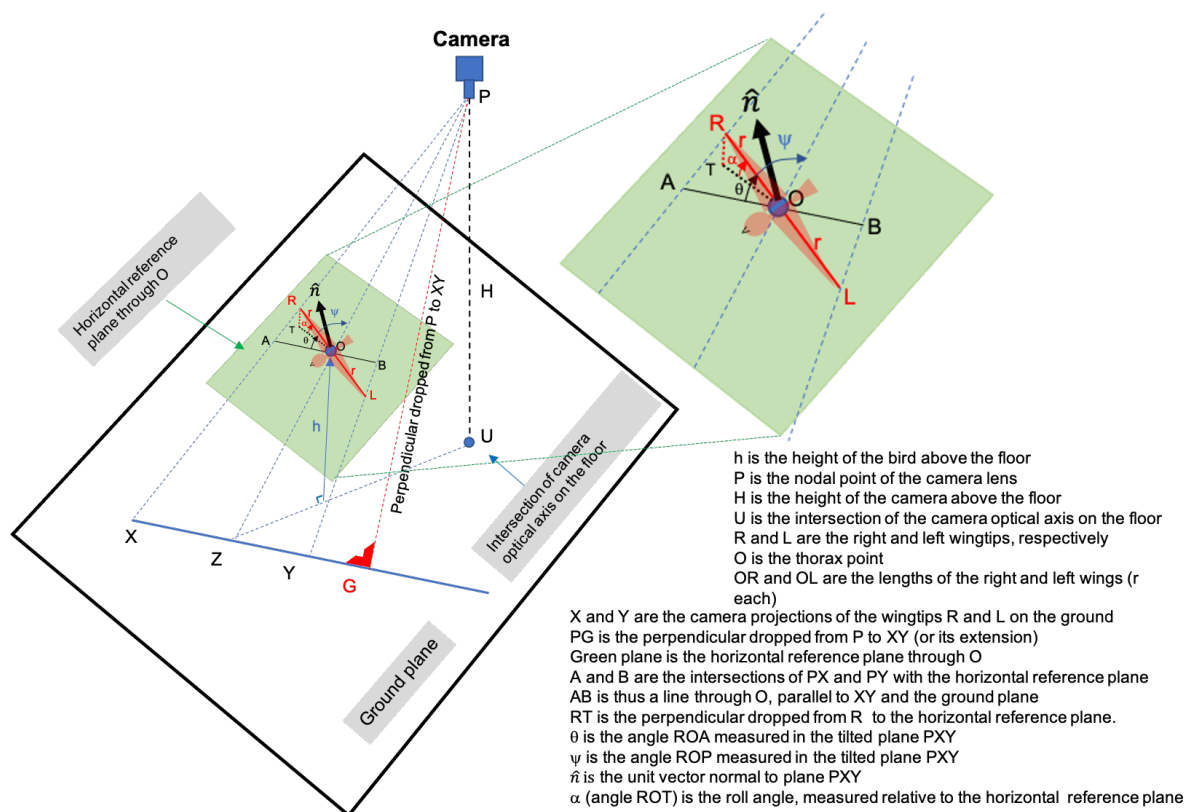 Camera
P
H
U
Horizontal reference
plane through O
R
n̂
r
ψ
α
T
θ
O
A
B
r
L
h
Perpendicular dropped from P to XY
Intersection of camera
optical axis on the floor
X
Z
Y
G
Ground plane
R
n̂
r
ψ
α
T
A
θ
O
B
r
L
h is the height of the bird above the floor
P is the nodal point of the camera lens
H is the height of the camera above the floor
U is the intersection of the camera optical axis on the floor
R and L are the right and left wingtips, respectively
O is the thorax point
OR and OL are the lengths of the right and left wings (r
each)
X and Y are the camera projections of the wingtips R and L on the ground
PG is the perpendicular dropped from P to XY (or its extension)
Green plane is the horizontal reference plane through O
A and B are the intersections of PX and PY with the horizontal reference plane
AB is thus a line through O, parallel to XY and the ground plane
RT is the perpendicular dropped from R to the horizontal reference plane.
θ is the angle ROA measured in the tilted plane PXY
ψ is the angle ROP measured in the tilted plane PXY
n̂ is the unit vector normal to plane PXY
α (angle ROT) is the roll angle, measured relative to the horizontal reference plane